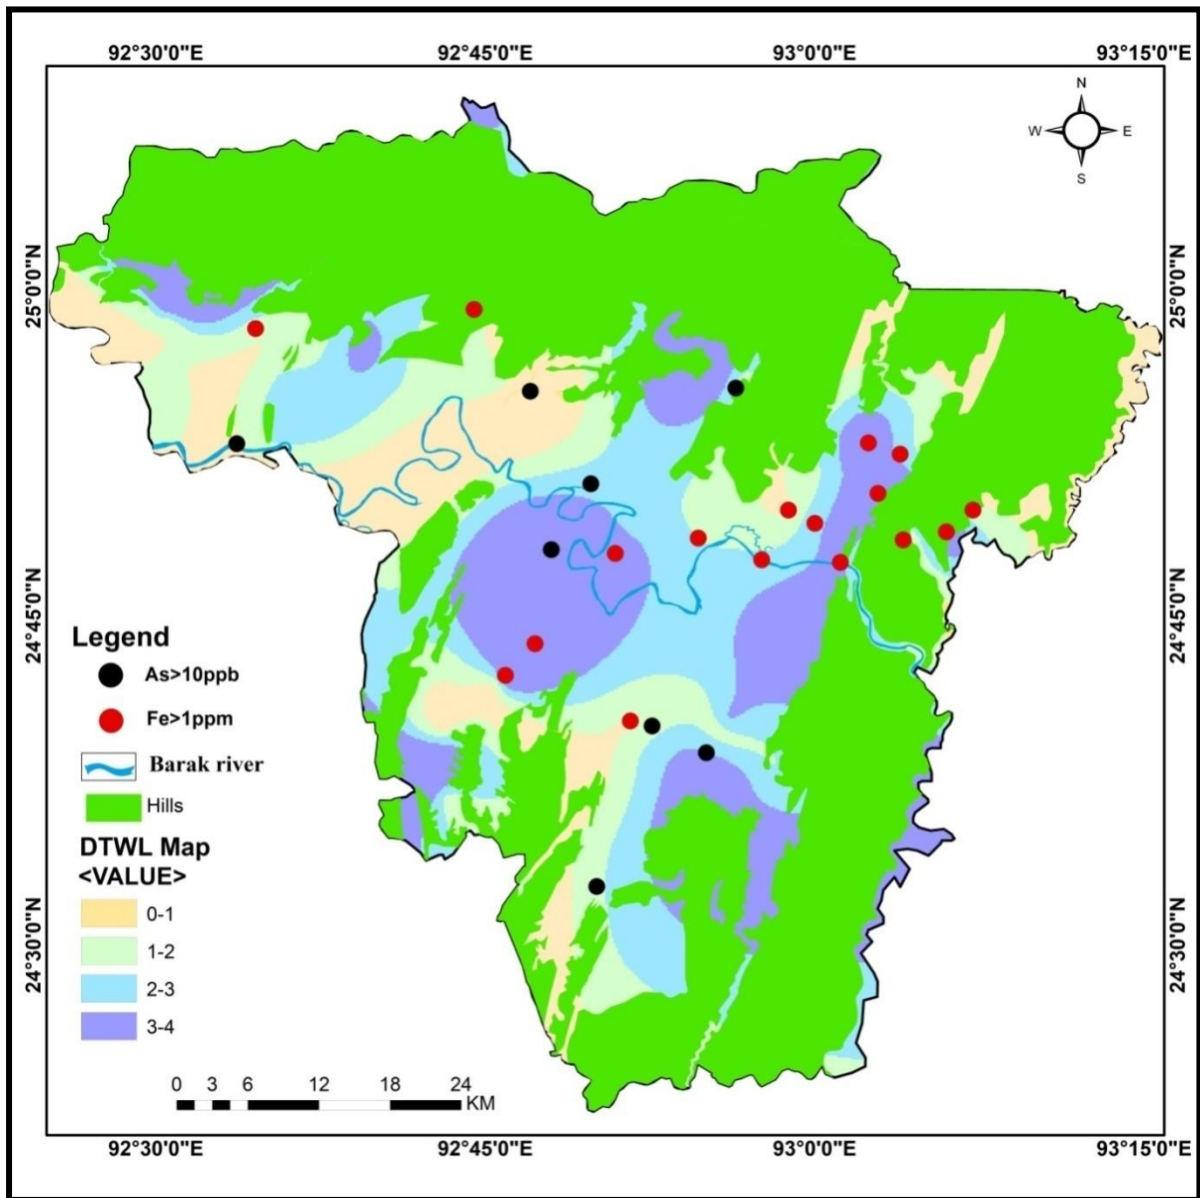 92°30'0"E 92°45'0"E 93°0'0"E 93°15'0"E
N
W E
S
25°0'0"N 25°0'0"N
24°45'0"N 24°45'0"N
Legend
As>10ppb
Fe>1ppm
Barak river
Hills
DTWL Map
<VALUE>
0-1
1-2
2-3
3-4
24°30'0"N 24°30'0"N
0 3 6 12 18 24
KM
92°30'0"E 92°45'0"E 93°0'0"E 93°15'0"E